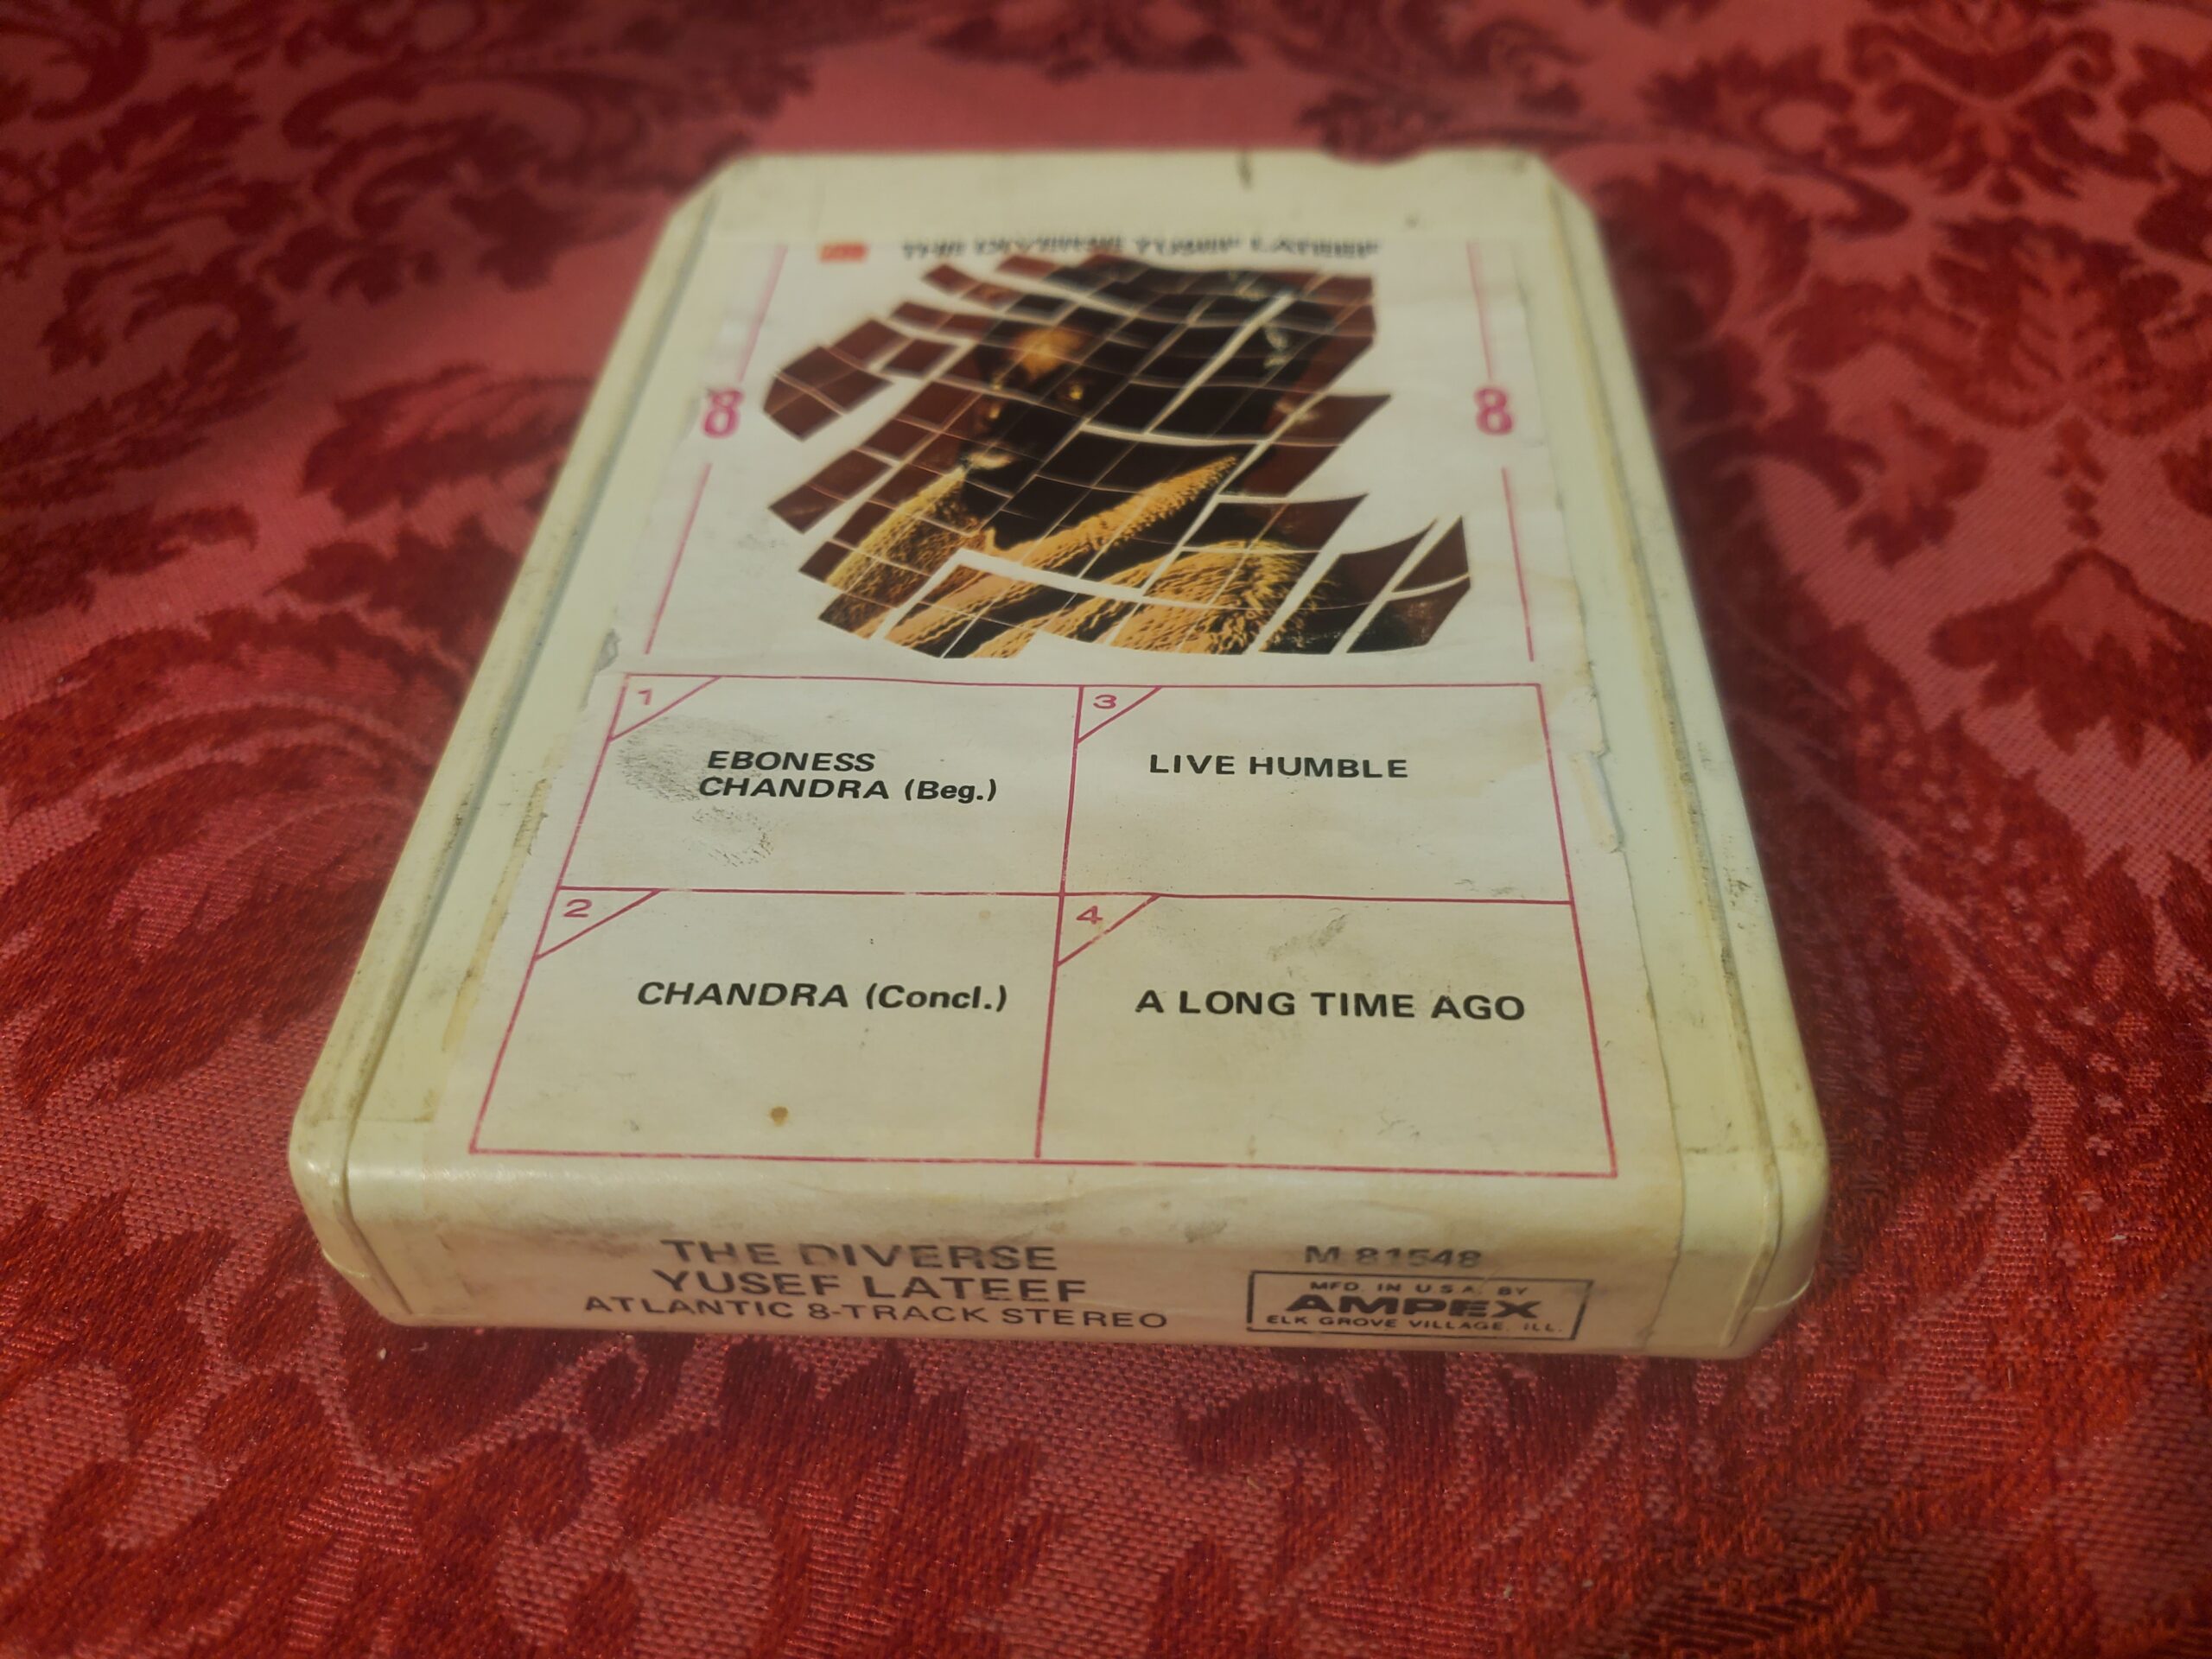 THE DIVERSE YUSEF LATEEF
8
8
1
EBONESS
CHANDRA (Beg.)
2
CHANDRA (Concl.)
3
LIVE HUMBLE
4
A LONG TIME AGO
THE DIVERSE
YUSEF LATEEF
ATLANTIC 8-TRACK STEREO
M 81548
MFD. IN U.S.A. BY
AMPEX
ELK GROVE VILLAGE, ILL.